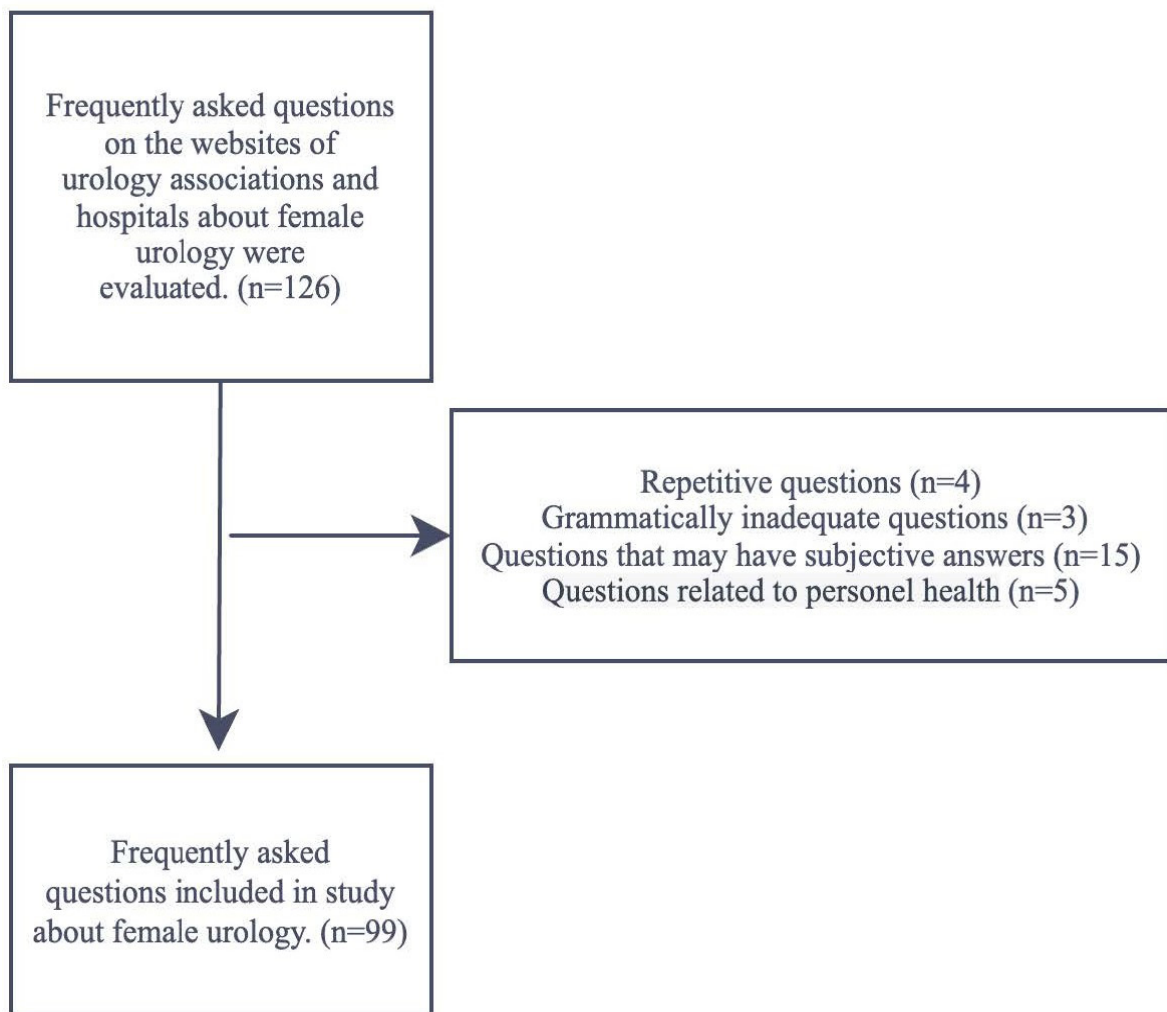 Frequently asked questions
on the websites of
urology associations and
hospitals about female
urology were
evaluated. (n=126)
Repetitive questions (n=4)
Grammatically inadequate questions (n=3)
Questions that may have subjective answers (n=15)
Questions related to personel health (n=5)
Frequently asked
questions included in study
about female urology. (n=99)